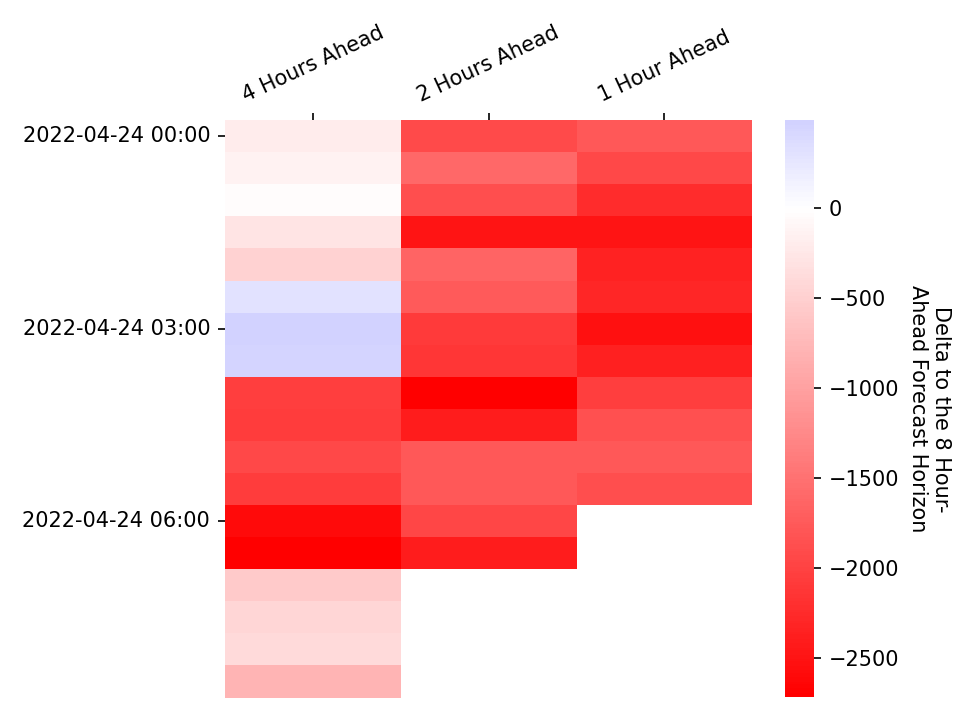 4 Hours Ahead
2 Hours Ahead
1 Hour Ahead
2022-04-24 00:00
2022-04-24 03:00
2022-04-24 06:00
0
−500
−1000
−1500
−2000
−2500
Delta to the 8 Hour-
Ahead Forecast Horizon